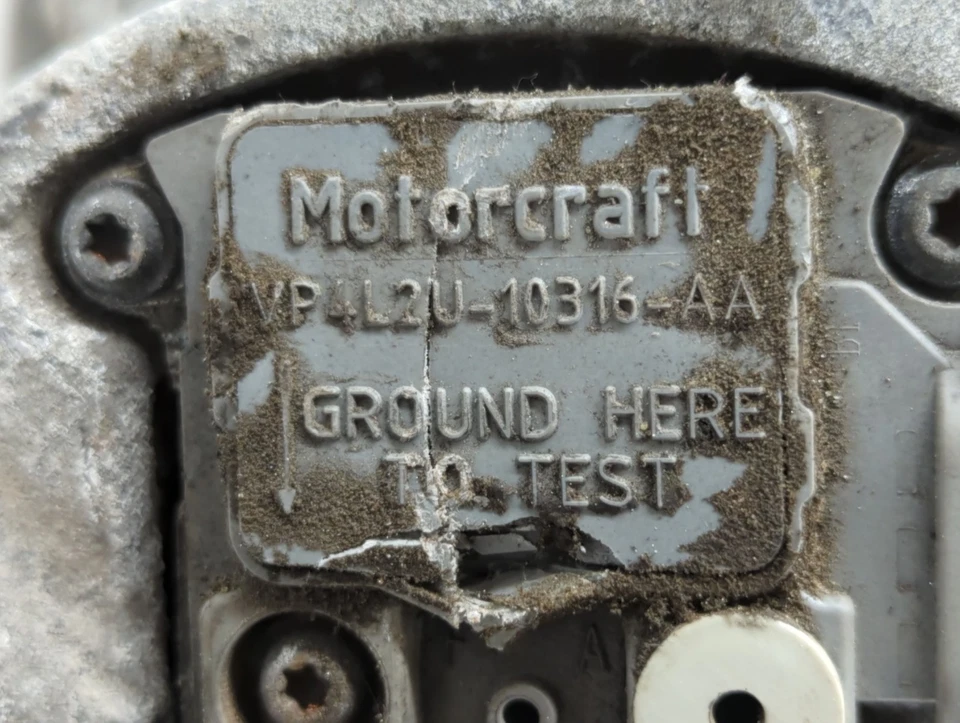 Motorcraft
VP4L2U-10316-AA
GROUND HERE
TO TEST
A